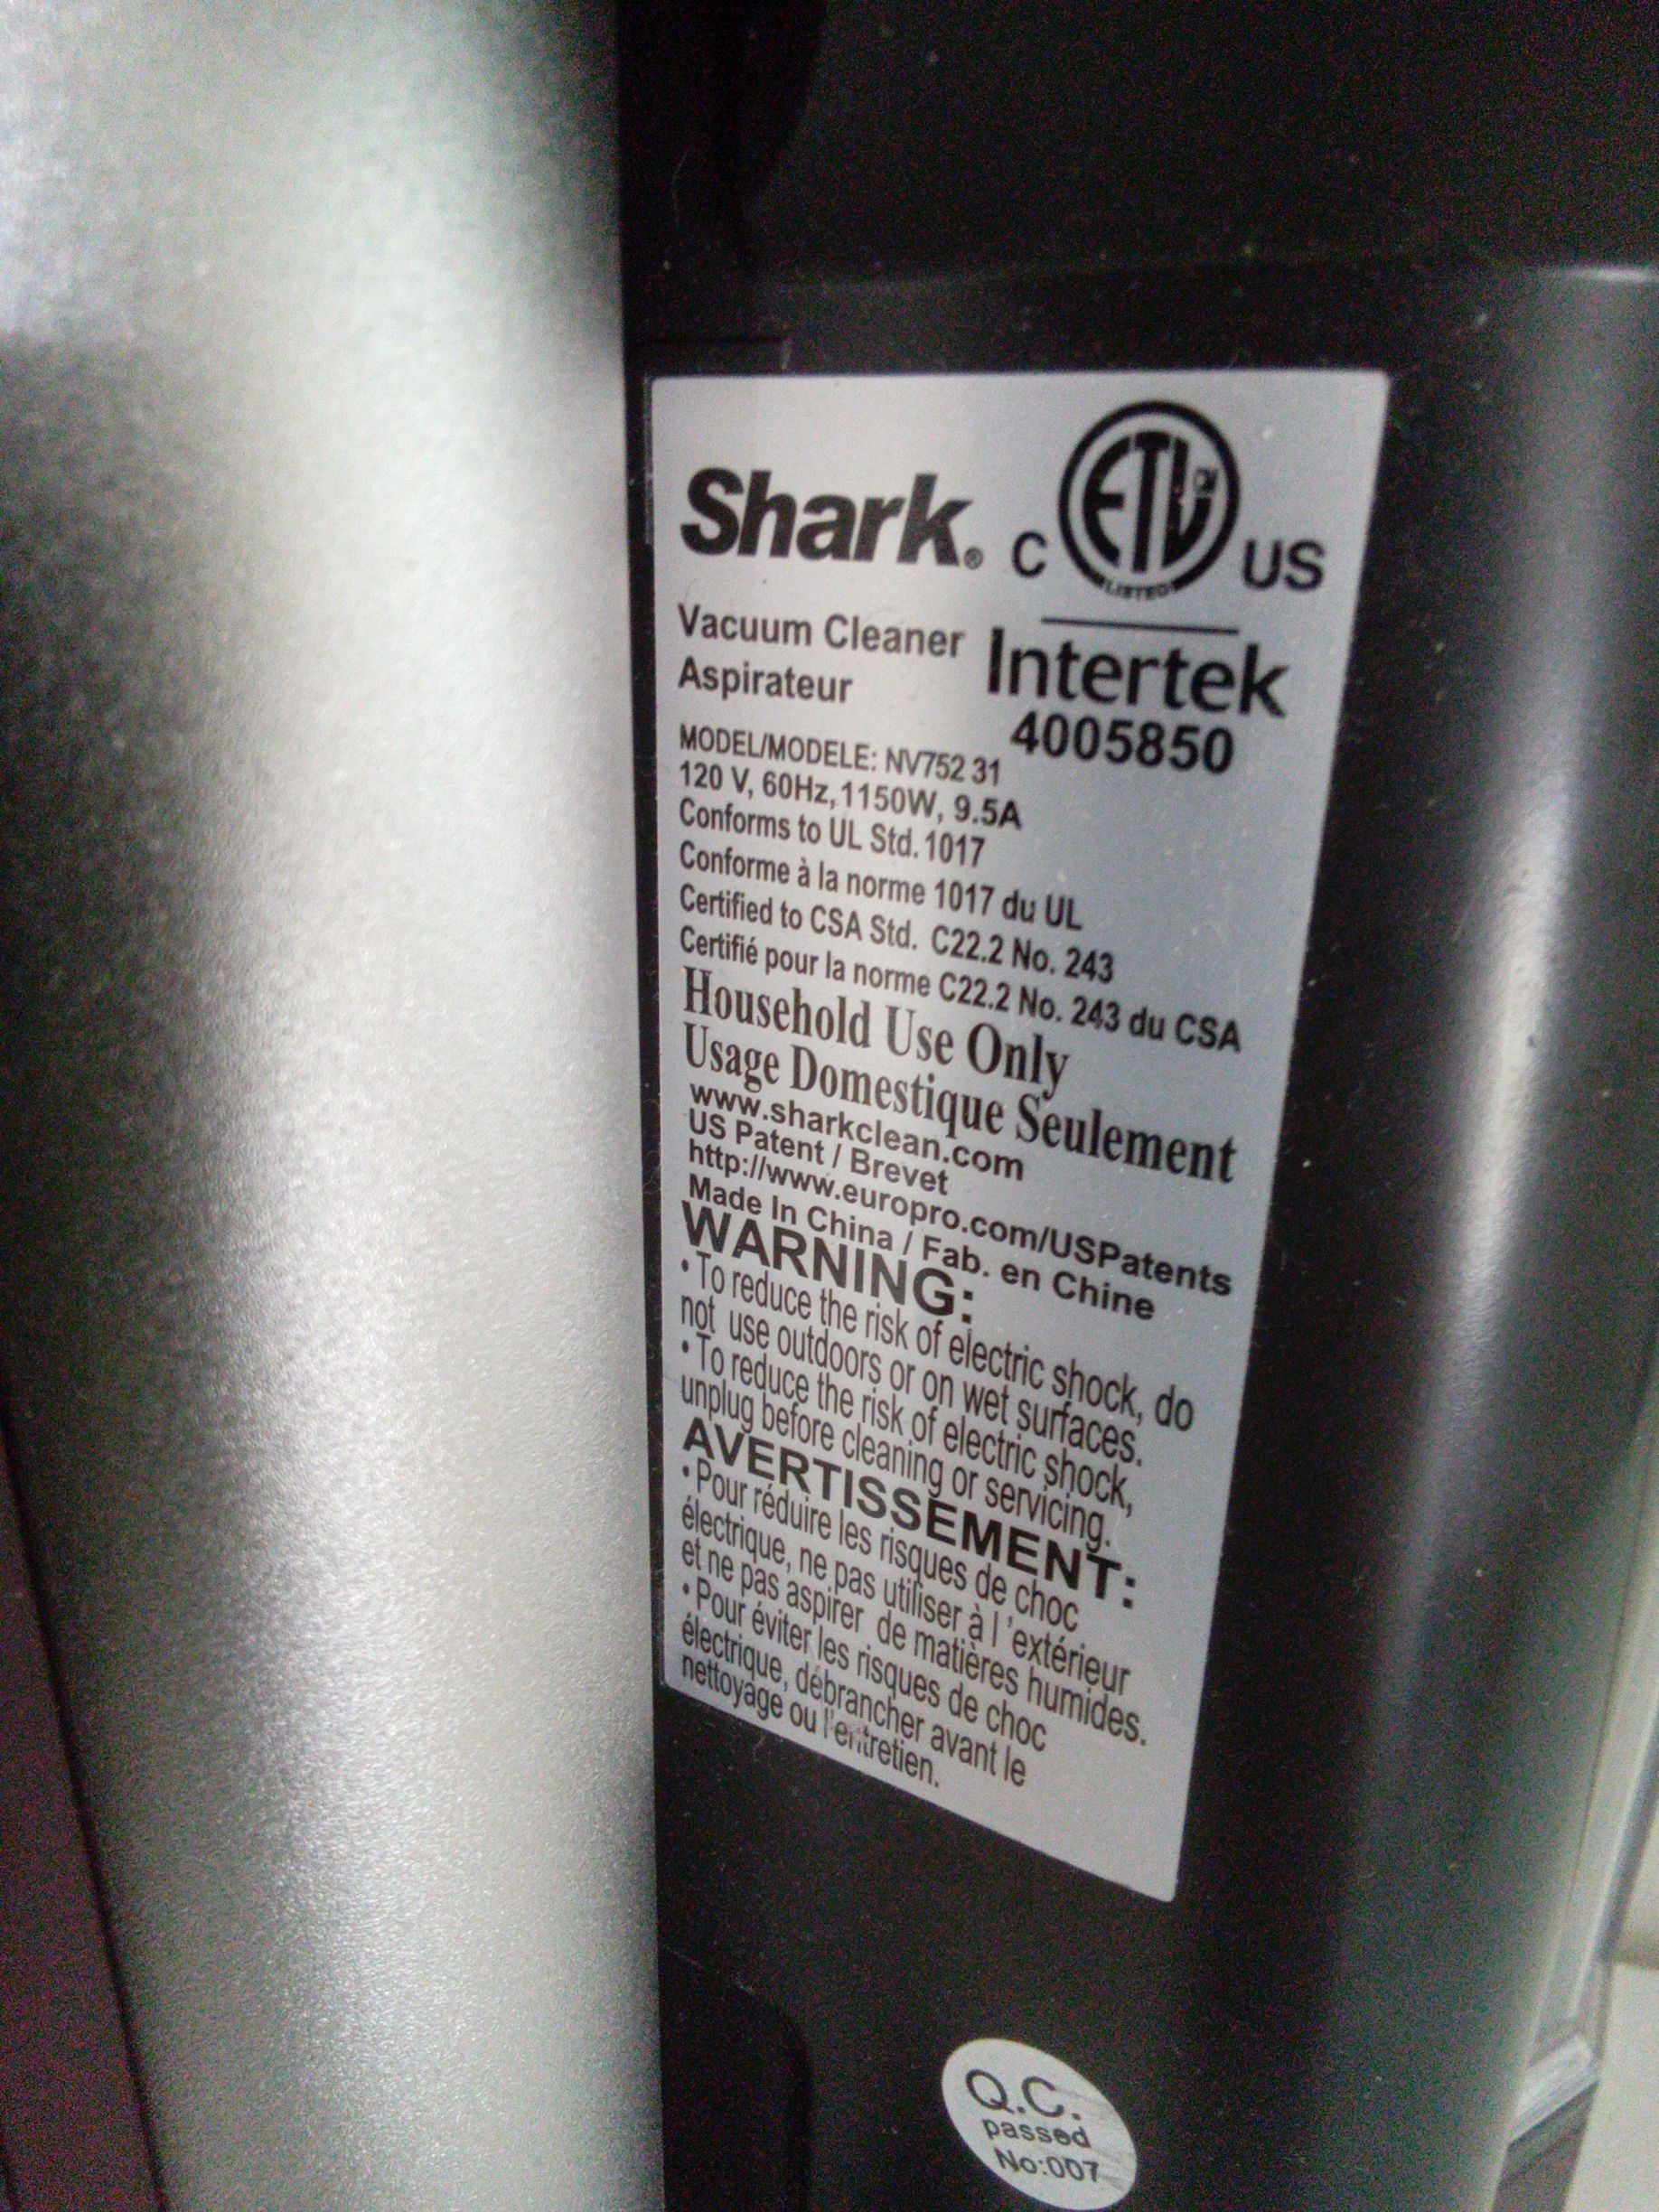 Shark®
C ETL US
LISTED
Vacuum Cleaner
Aspirateur
Intertek
4005850
MODEL/MODELE: NV752 31
120 V, 60Hz, 1150W, 9.5A
Conforms to UL Std. 1017
Conforme à la norme 1017 du UL
Certified to CSA Std. C22.2 No. 243
Certifié pour la norme C22.2 No. 243 du CSA
Household Use Only
Usage Domestique Seulement
www.sharkclean.com
US Patent / Brevet
http://www.europro.com/USPatents
Made In China / Fab. en Chine
WARNING:
• To reduce the risk of electric shock, do
not use outdoors or on wet surfaces.
• To reduce the risk of electric shock,
unplug before cleaning or servicing.
AVERTISSEMENT:
• Pour réduire les risques de choc
électrique, ne pas utiliser à l'extérieur
et ne pas aspirer de matières humides.
• Pour éviter les risques de choc
électrique, débrancher avant le
nettoyage ou l'entretien.
Q.C.
passed
No:007